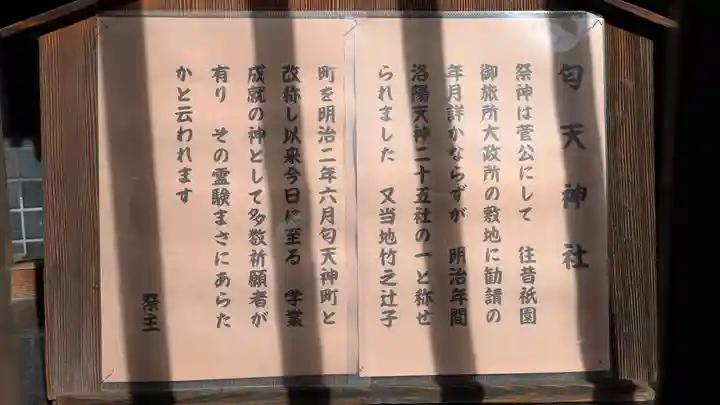 匂天神社
祭神は菅公にして 往昔祇園
御旅所大政所の敷地に勧請の
年月詳かならずが 明治年間
洛陽天神二十五社の一と称せ
られました 又当地竹之辻子
町を明治二年六月匂天神町と
改称し以来今日に至る 学業
成就の神として多数祈願者が
有り その霊験まさにあらた
かと云われます
祭主